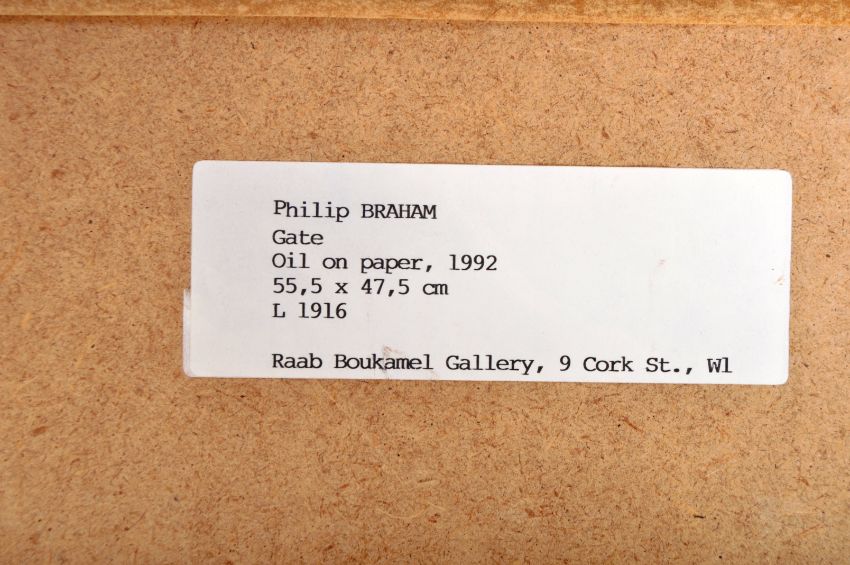 Philip BRAHAM
Gate
Oil on paper, 1992
55,5 x 47,5 cm
L 1916
Raab Boukamel Gallery, 9 Cork St., W1